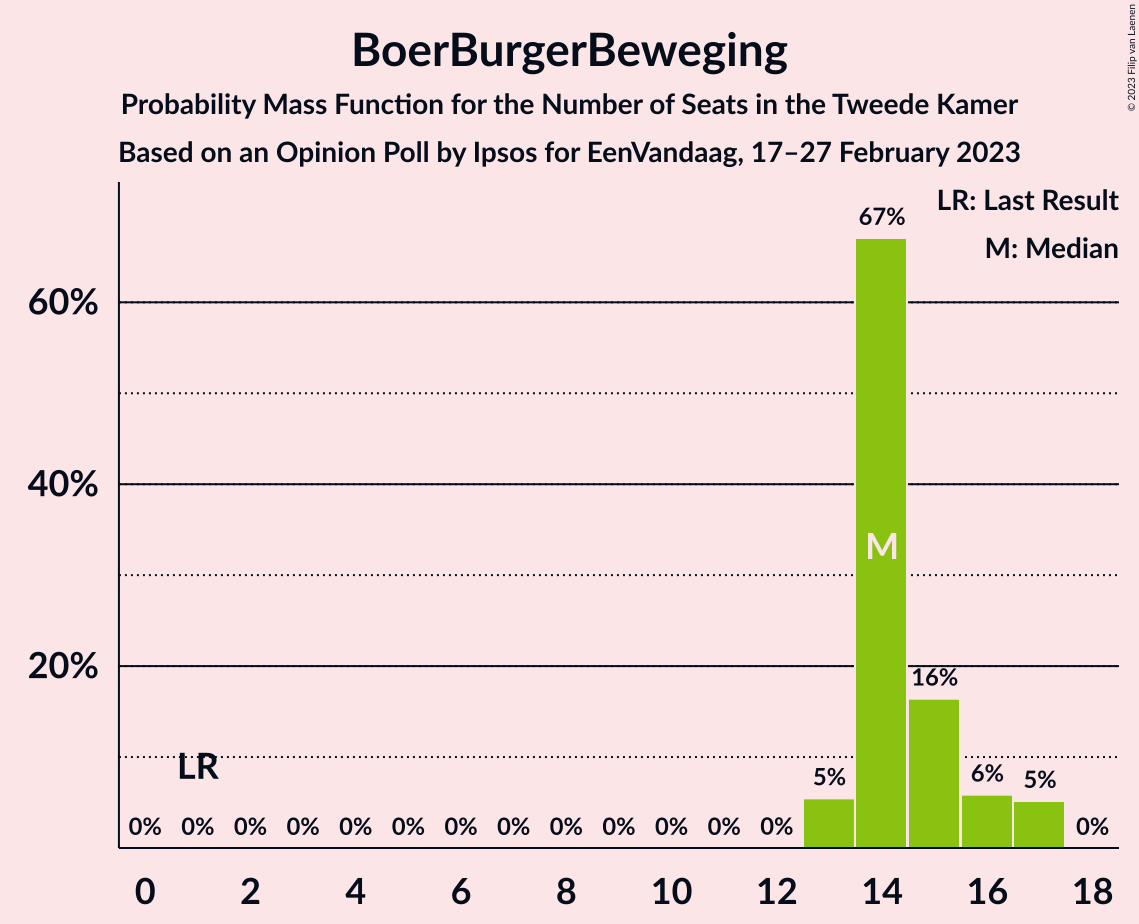 BoerBurgerBeweging
Probability Mass Function for the Number of Seats in the Tweede Kamer
Based on an Opinion Poll by Ipsos for EenVandaag, 17–27 February 2023
© 2023 Filip van Laenen
LR: Last Result
M: Median
67%
60%
40%
M
20%
16%
LR
5% 6% 5%
0% 0% 0% 0% 0% 0% 0% 0% 0% 0% 0% 0% 0% 0%
0 2 4 6 8 10 12 14 16 18